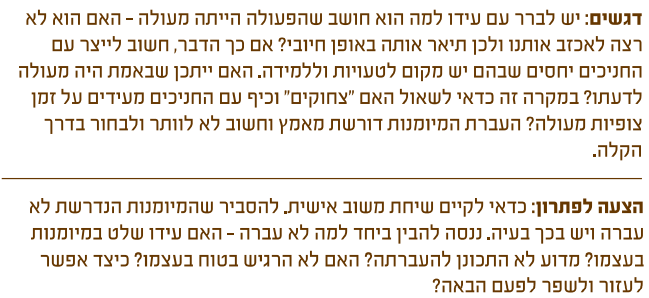 דגשים: יש לברר עם עידו למה הוא חושב שהפעולה הייתה מעולה – האם הוא לא
רצה לאכזב אותנו ולכן תיאר אותה באופן חיובי? אם כך הדבר, חשוב לייצר עם
החניכים יחסים שבהם יש מקום לטעויות וללמידה. האם ייתכן שבאמת היה מעולה
לדעתו? במקרה זה כדאי לשאול האם "צחוקים" וכיף עם החניכים מעידים על זמן
צופיות מעולה? העברת המיומנות דורשת מאמץ וחשוב לא לוותר ולבחור בדרך
הקלה.
הצעה לפתרון: כדאי לקיים שיחת משוב אישית. להסביר שהמיומנות הנדרשת לא
עברה ויש בכך בעיה. ננסה להבין ביחד למה לא עברה – האם עידו שלט במיומנות
בעצמו? מדוע לא התכונן להעברתה? האם לא הרגיש בטוח בעצמו? כיצד אפשר
לעזור ולשפר לפעם הבאה?